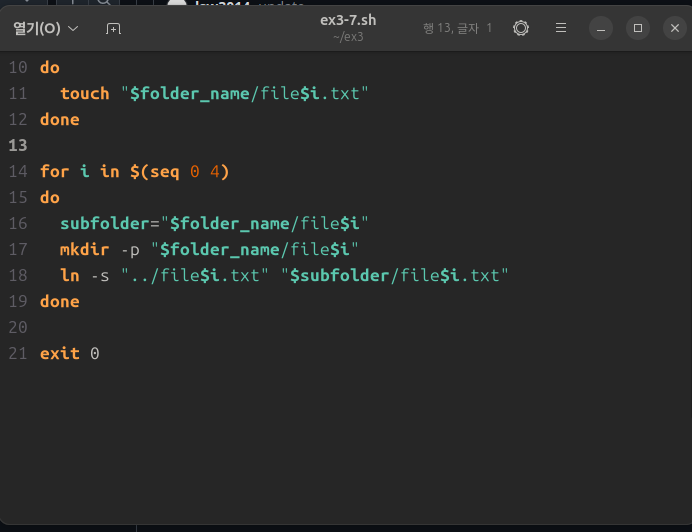 ex3-7.sh
열기(O)
~/ex3
행 13, 글자 1
10 do
11   touch "$folder_name/file$i.txt"
12 done
13
14 for i in $(seq 0 4)
15 do
16   subfolder="$folder_name/file$i"
17   mkdir -p "$folder_name/file$i"
18   ln -s "../file$i.txt" "$subfolder/file$i.txt"
19 done
20
21 exit 0